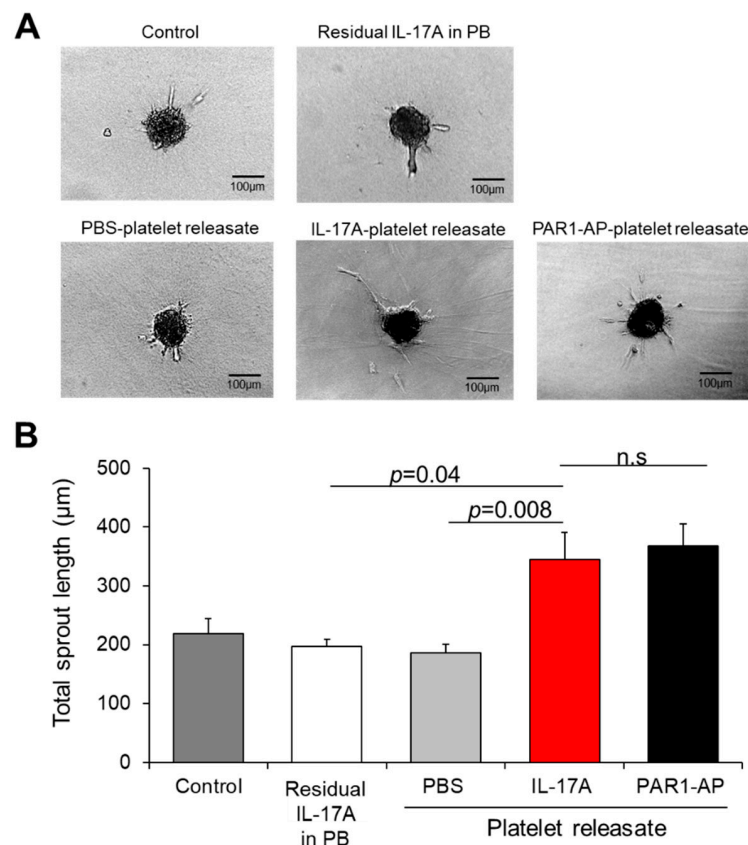 A
Control
Residual IL-17A in PB
100µm
100µm
PBS-platelet releasate
IL-17A-platelet releasate
PAR1-AP-platelet releasate
100µm
100µm
100µm
B
Total sprout length (µm)
500
400
300
200
100
0
p=0.04
n.s
p=0.008
Control
Residual
IL-17A
in PB
PBS
IL-17A
PAR1-AP
Platelet releasate